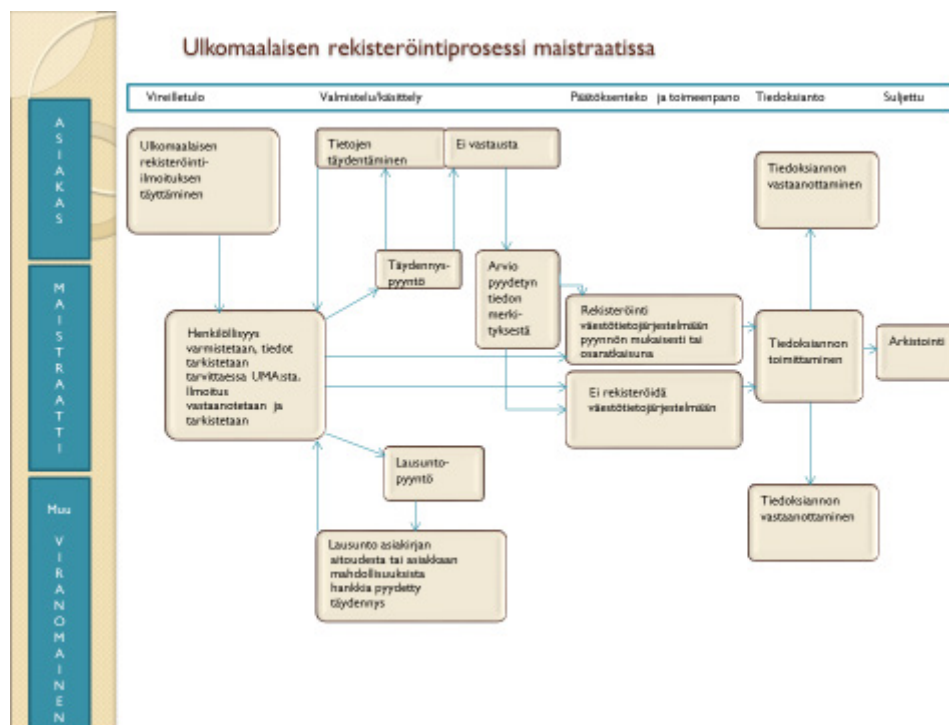 Ulkomaalaisen rekisteröintiprosessi maistraatissa
Vireilletulo
Valmistelu/käsittely
Päätöksenteko ja toimeenpano
Tiedoksianto
Suljettu
ASIAKAS
Ulkomaalaisen
rekisteröinti-
ilmoituksen
täyttäminen
Tietojen
täydentäminen
Ei vastausta
Tiedoksiannon
vastaanottaminen
MAISTRAATTI
Täydennys-
pyyntö
Arvio
pyydetyn
tiedon
merki-
tyksestä
Henkilöllisyys
varmistetaan, tiedot
tarkistetaan
tarvittaessa UMA:sta.
Ilmoitus
vastaanotetaan ja
tarkistetaan
Rekisteröinti
väestötietojärjestelmään
pyynnön mukaisesti tai
osaratkaisuna
Ei rekisteröidä
väestötietojärjestelmään
Tiedoksiannon
toimittaminen
Arkistointi
Lausunto-
pyyntö
Muu
VIRANOMAINEN
Lausunto asiakirjan
aitoudesta tai asiakkaan
mahdollisuuksista
hankkia pyydetty
täydennys
Tiedoksiannon
vastaanottaminen